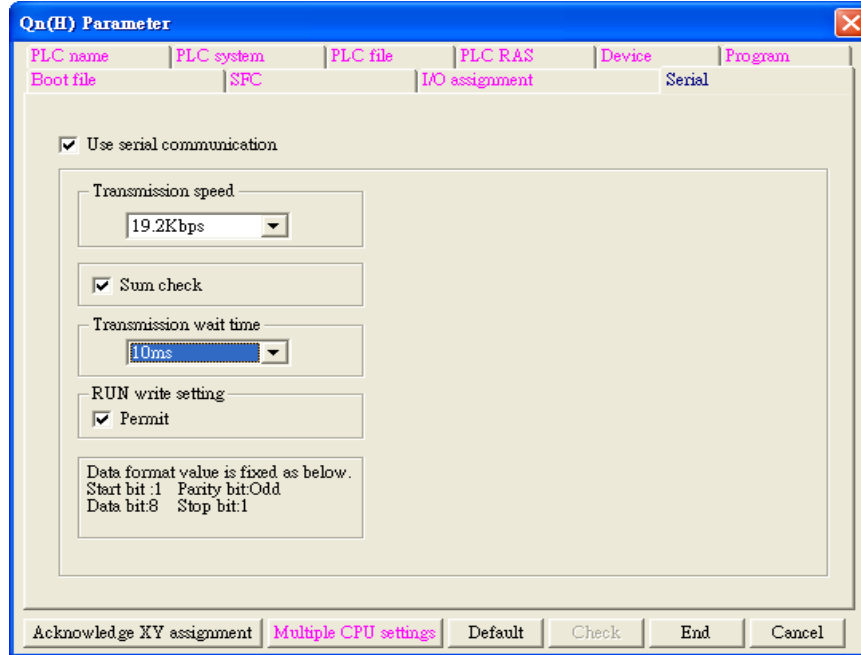 Qn(H) Parameter
PLC name PLC system PLC file PLC RAS Device Program
Boot file SFC I/O assignment Serial
Use serial communication
Transmission speed
19.2Kbps
Sum check
Transmission wait time
10ms
RUN write setting
Permit
Data format value is fixed as below.
Start bit :1 Parity bit:Odd
Data bit:8 Stop bit:1
Acknowledge XY assignment Multiple CPU settings Default Check End Cancel